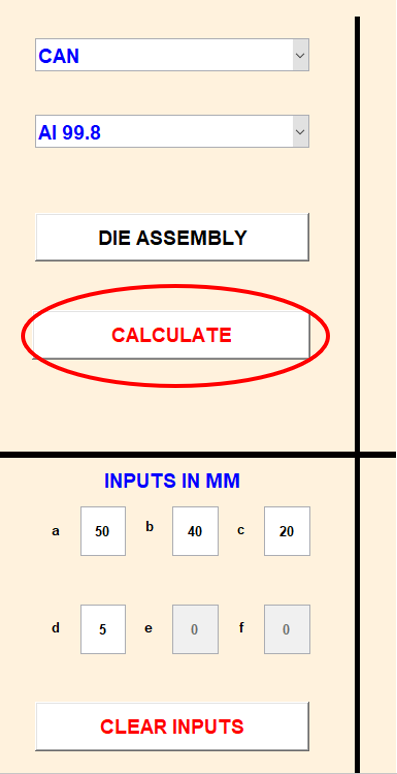 CAN
Al 99.8
DIE ASSEMBLY
CALCULATE
INPUTS IN MM
a 50 b 40 c 20
d 5 e 0 f 0
CLEAR INPUTS